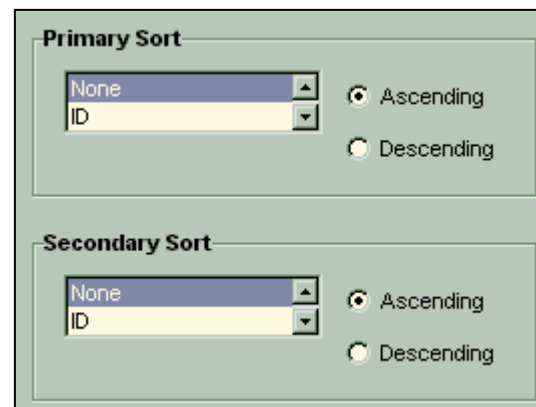 Primary Sort
None
ID
Ascending
Descending
Secondary Sort
None
ID
Ascending
Descending